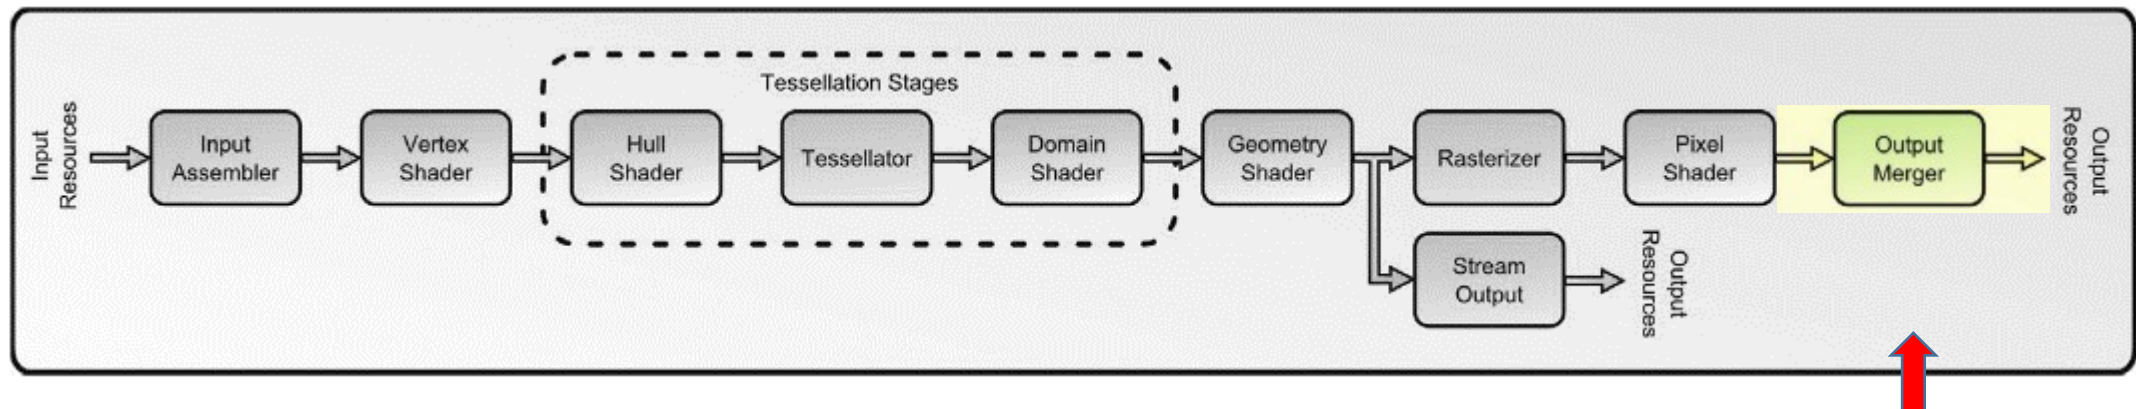 Tessellation Stages
Input
Resources
Input
Assembler
Vertex
Shader
Hull
Shader
Tessellator
Domain
Shader
Geometry
Shader
Rasterizer
Pixel
Shader
Output
Merger
Output
Resources
Stream
Output
Output
Resources